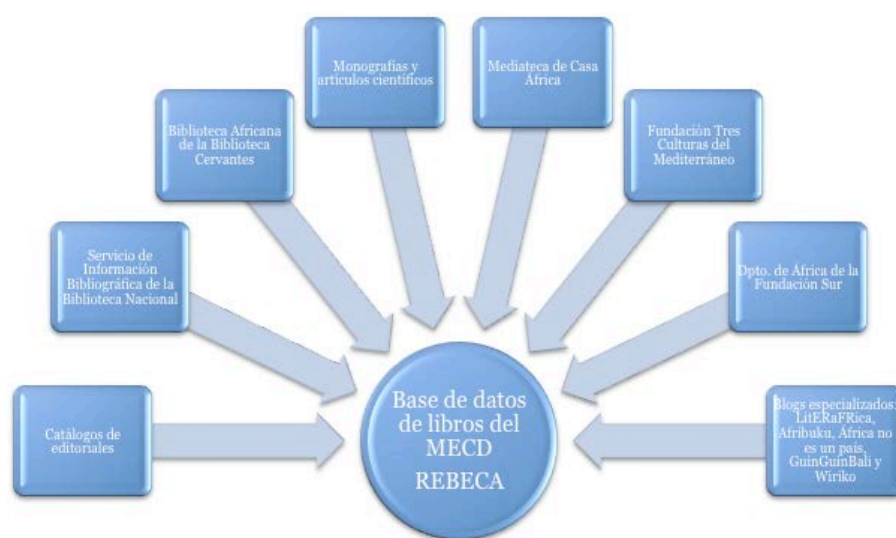 Monografías y
artículos científicos
Mediateca de Casa
África
Biblioteca Africana
de la Biblioteca
Cervantes
Fundación Tres
Culturas del
Mediterráneo
Servicio de
Información
Bibliográfica de la
Biblioteca Nacional
Dpto. de África de la
Fundación Sur
Catálogos de
editoriales
Base de datos
de libros del
MECD
REBECA
Blogs especializados:
LitERaFRica,
Afribuku, África no
es un país,
GuinGuinBali y
Wiriko